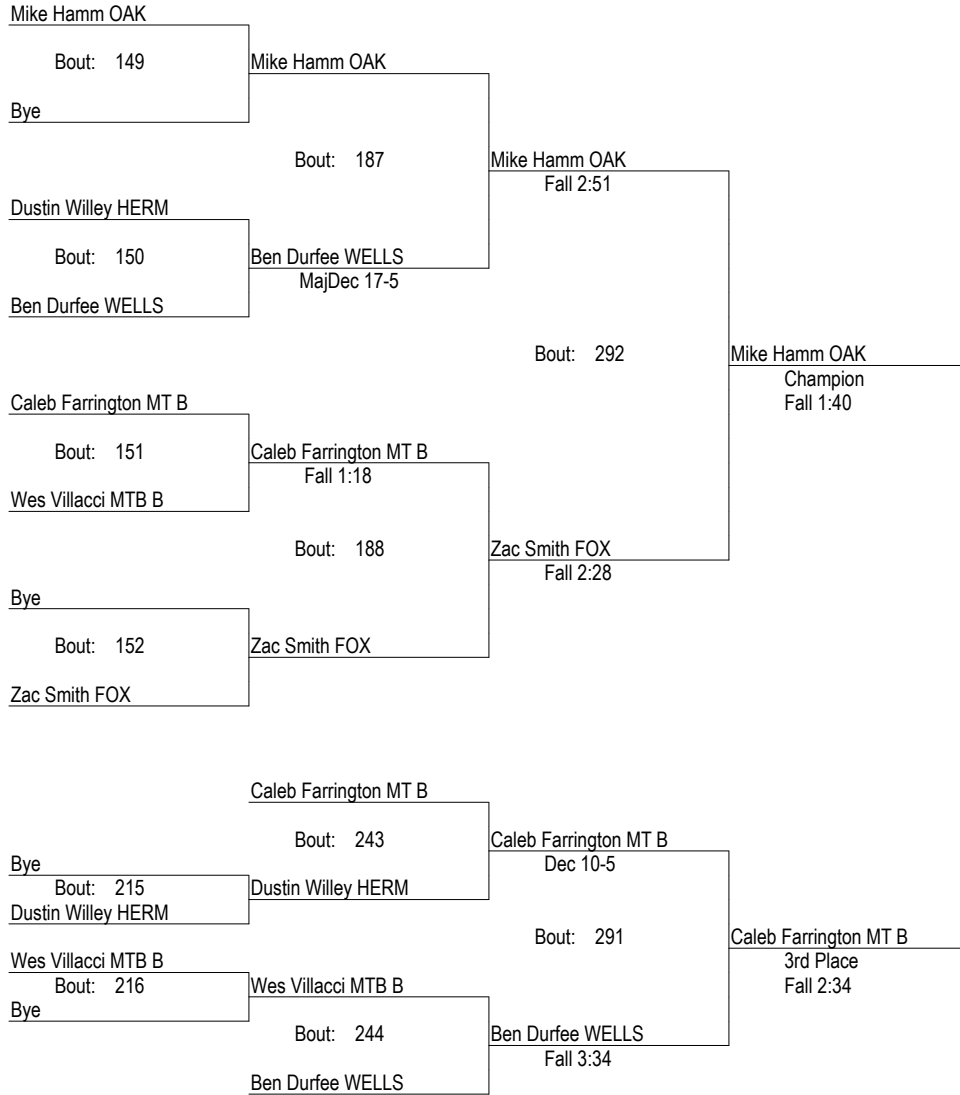 Mike Hamm OAK
Bout: 149
Mike Hamm OAK
Bye
Bout: 187
Mike Hamm OAK
Fall 2:51
Dustin Willey HERM
Bout: 150
Ben Durfee WELLS
MajDec 17-5
Ben Durfee WELLS
Bout: 292
Mike Hamm OAK
Champion
Fall 1:40
Caleb Farrington MT B
Bout: 151
Caleb Farrington MT B
Fall 1:18
Wes Villacci MTB B
Bout: 188
Zac Smith FOX
Fall 2:28
Bye
Bout: 152
Zac Smith FOX
Zac Smith FOX
Caleb Farrington MT B
Bout: 243
Caleb Farrington MT B
Dec 10-5
Bye
Bout: 215
Dustin Willey HERM
Dustin Willey HERM
Bout: 291
Caleb Farrington MT B
3rd Place
Fall 2:34
Wes Villacci MTB B
Bout: 216
Wes Villacci MTB B
Bye
Bout: 244
Ben Durfee WELLS
Fall 3:34
Ben Durfee WELLS